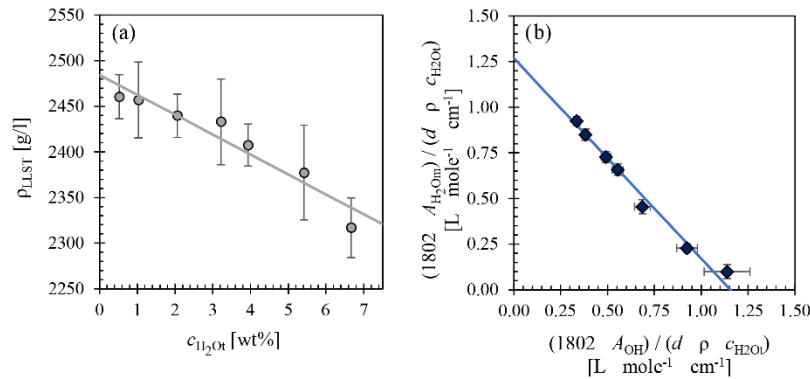 (a)
2550
2500
2450
2400
2350
2300
2250
ρLLST [g/l]
0 1 2 3 4 5 6 7
cH2Ot [wt%]
(b)
1.50
1.25
1.00
0.75
0.50
0.25
0.00
(1802 AH2Om) / (d ρ cH2Ot)
[L molc⁻¹ cm⁻¹]
0.00 0.25 0.50 0.75 1.00 1.25 1.50
(1802 AOH) / (d ρ cH2Ot)
[L molc⁻¹ cm⁻¹]